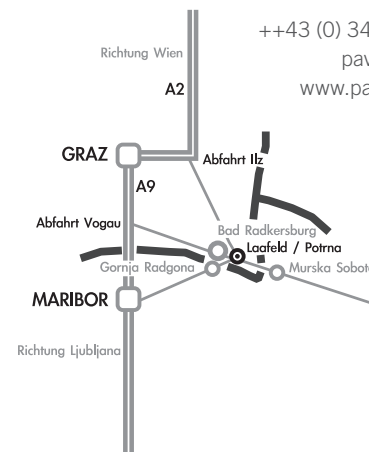 ++43 (0) 34
pav
www.pa
Richtung Wien
A2
GRAZ
Abfahrt Ilz
A9
Abfahrt Vogau
Bad Radkersburg
Laafeld / Potrna
Gornja Radgona
Murska Sobot
MARIBOR
Richtung Ljubljana